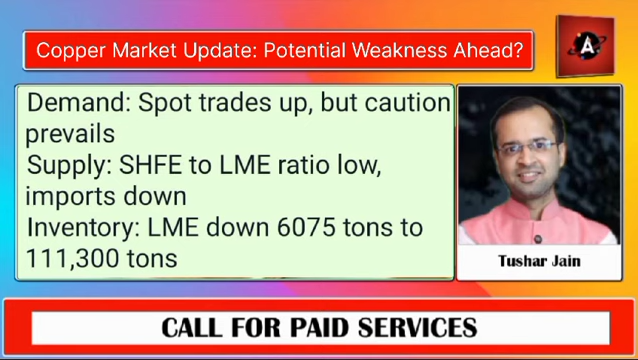 Copper Market Update: Potential Weakness Ahead?
A
Demand: Spot trades up, but caution
prevails
Supply: SHFE to LME ratio low,
imports down
Inventory: LME down 6075 tons to
111,300 tons
Tushar Jain
CALL FOR PAID SERVICES